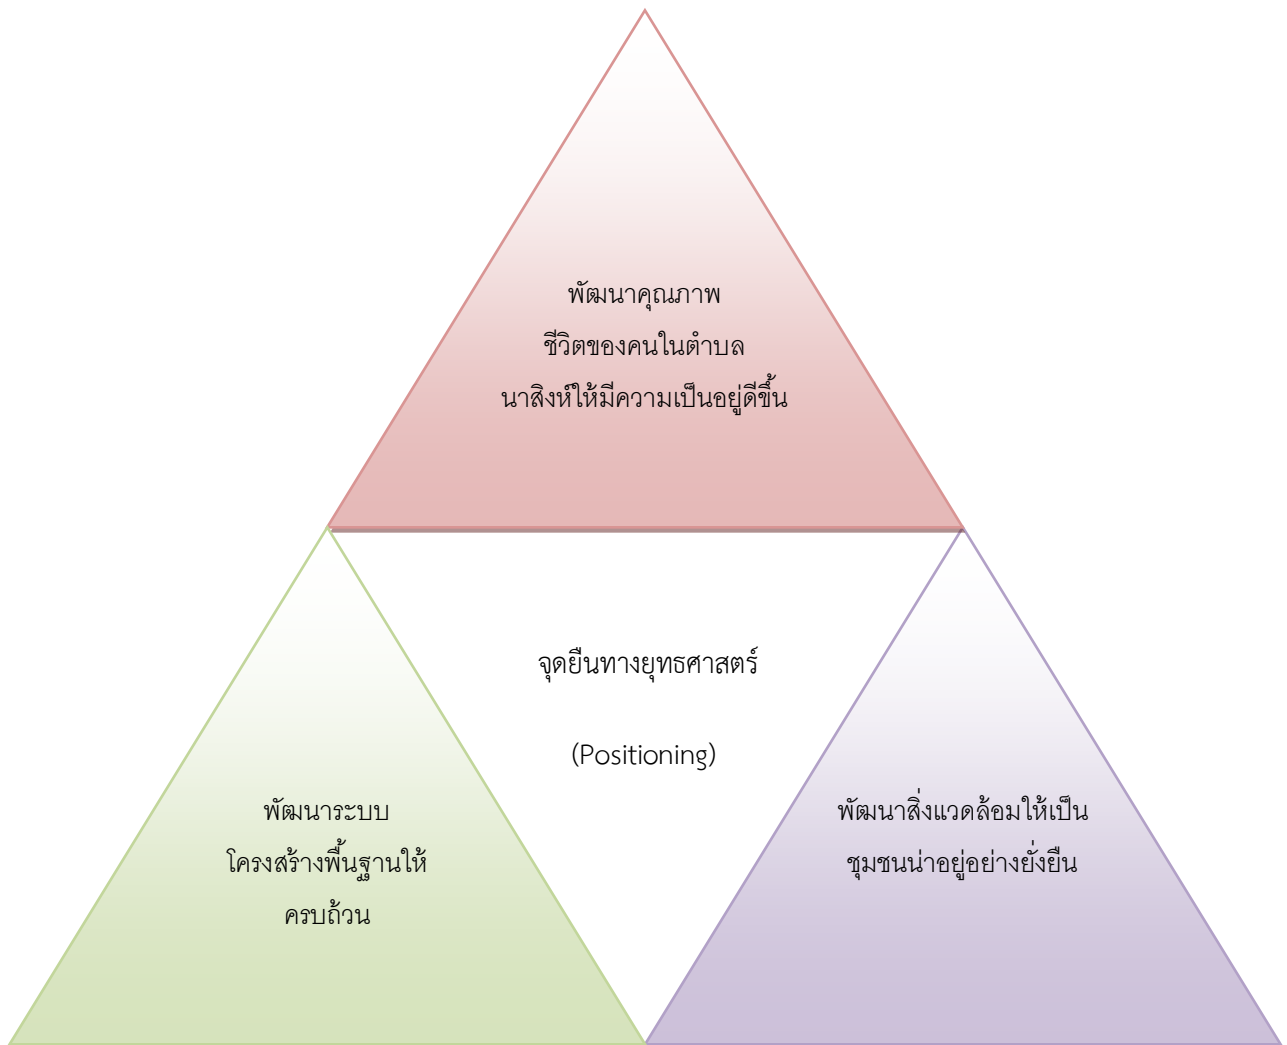 พัฒนาคุณภาพ
ชีวิตของคนในตำบล
นาสิงห์ให้มีความเป็นอยู่ดีขึ้น
จุดยืนทางยุทธศาสตร์
(Positioning)
พัฒนาระบบ
โครงสร้างพื้นฐานให้
ครบถ้วน
พัฒนาสิ่งแวดล้อมให้เป็น
ชุมชนน่าอยู่อย่างยั่งยืน